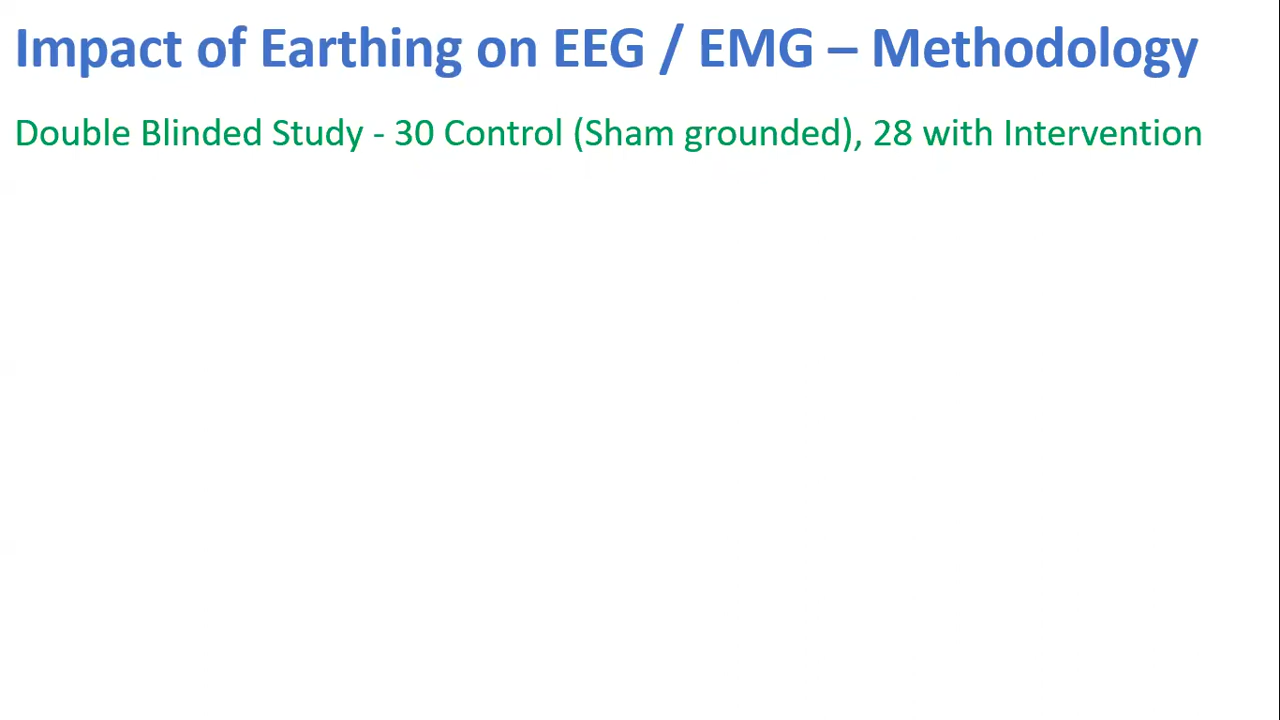 Impact of Earthing on EEG / EMG – Methodology
Double Blinded Study - 30 Control (Sham grounded), 28 with Intervention